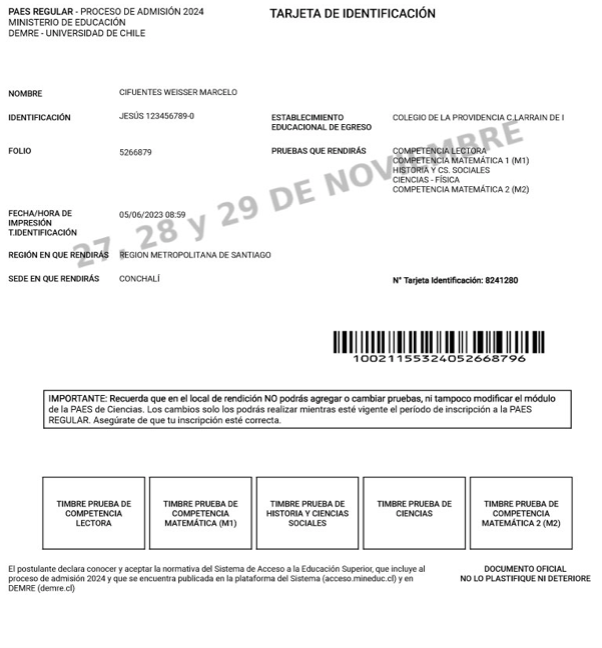 PAES REGULAR - PROCESO DE ADMISIÓN 2024
MINISTERIO DE EDUCACIÓN
DEMRE - UNIVERSIDAD DE CHILE
TARJETA DE IDENTIFICACIÓN
NOMBRE
CIFUENTES WEISSER MARCELO
IDENTIFICACIÓN
JESÚS 123456789-0
ESTABLECIMIENTO
EDUCACIONAL DE EGRESO
COLEGIO DE LA PROVIDENCIA C.LARRAIN DE I
FOLIO
5266879
PRUEBAS QUE RENDIRÁS
COMPETENCIA LECTORA
COMPETENCIA MATEMÁTICA 1 (M1)
HISTORIA Y CS. SOCIALES
CIENCIAS - FÍSICA
COMPETENCIA MATEMÁTICA 2 (M2)
27, 28 y 29 DE NOVIEMBRE
FECHA/HORA DE
IMPRESIÓN
T.IDENTIFICACIÓN
05/06/2023 08:59
REGIÓN EN QUE RENDIRÁS
REGION METROPOLITANA DE SANTIAGO
SEDE EN QUE RENDIRÁS
CONCHALÍ
N° Tarjeta Identificación: 8241280
10021155324052668796
IMPORTANTE: Recuerda que en el local de rendición NO podrás agregar o cambiar pruebas, ni tampoco modificar el módulo
de la PAES de Ciencias. Los cambios solo los podrás realizar mientras esté vigente el período de inscripción a la PAES
REGULAR. Asegúrate de que tu inscripción esté correcta.
TIMBRE PRUEBA DE
COMPETENCIA
LECTORA
TIMBRE PRUEBA DE
COMPETENCIA
MATEMÁTICA (M1)
TIMBRE PRUEBA DE
HISTORIA Y CIENCIAS
SOCIALES
TIMBRE PRUEBA DE
CIENCIAS
TIMBRE PRUEBA DE
COMPETENCIA
MATEMÁTICA 2 (M2)
El postulante declara conocer y aceptar la normativa del Sistema de Acceso a la Educación Superior, que incluye al
proceso de admisión 2024 y que se encuentra publicada en la plataforma del Sistema (acceso.mineduc.cl) y en
DEMRE (demre.cl)
DOCUMENTO OFICIAL
NO LO PLASTIFIQUE NI DETERIORE